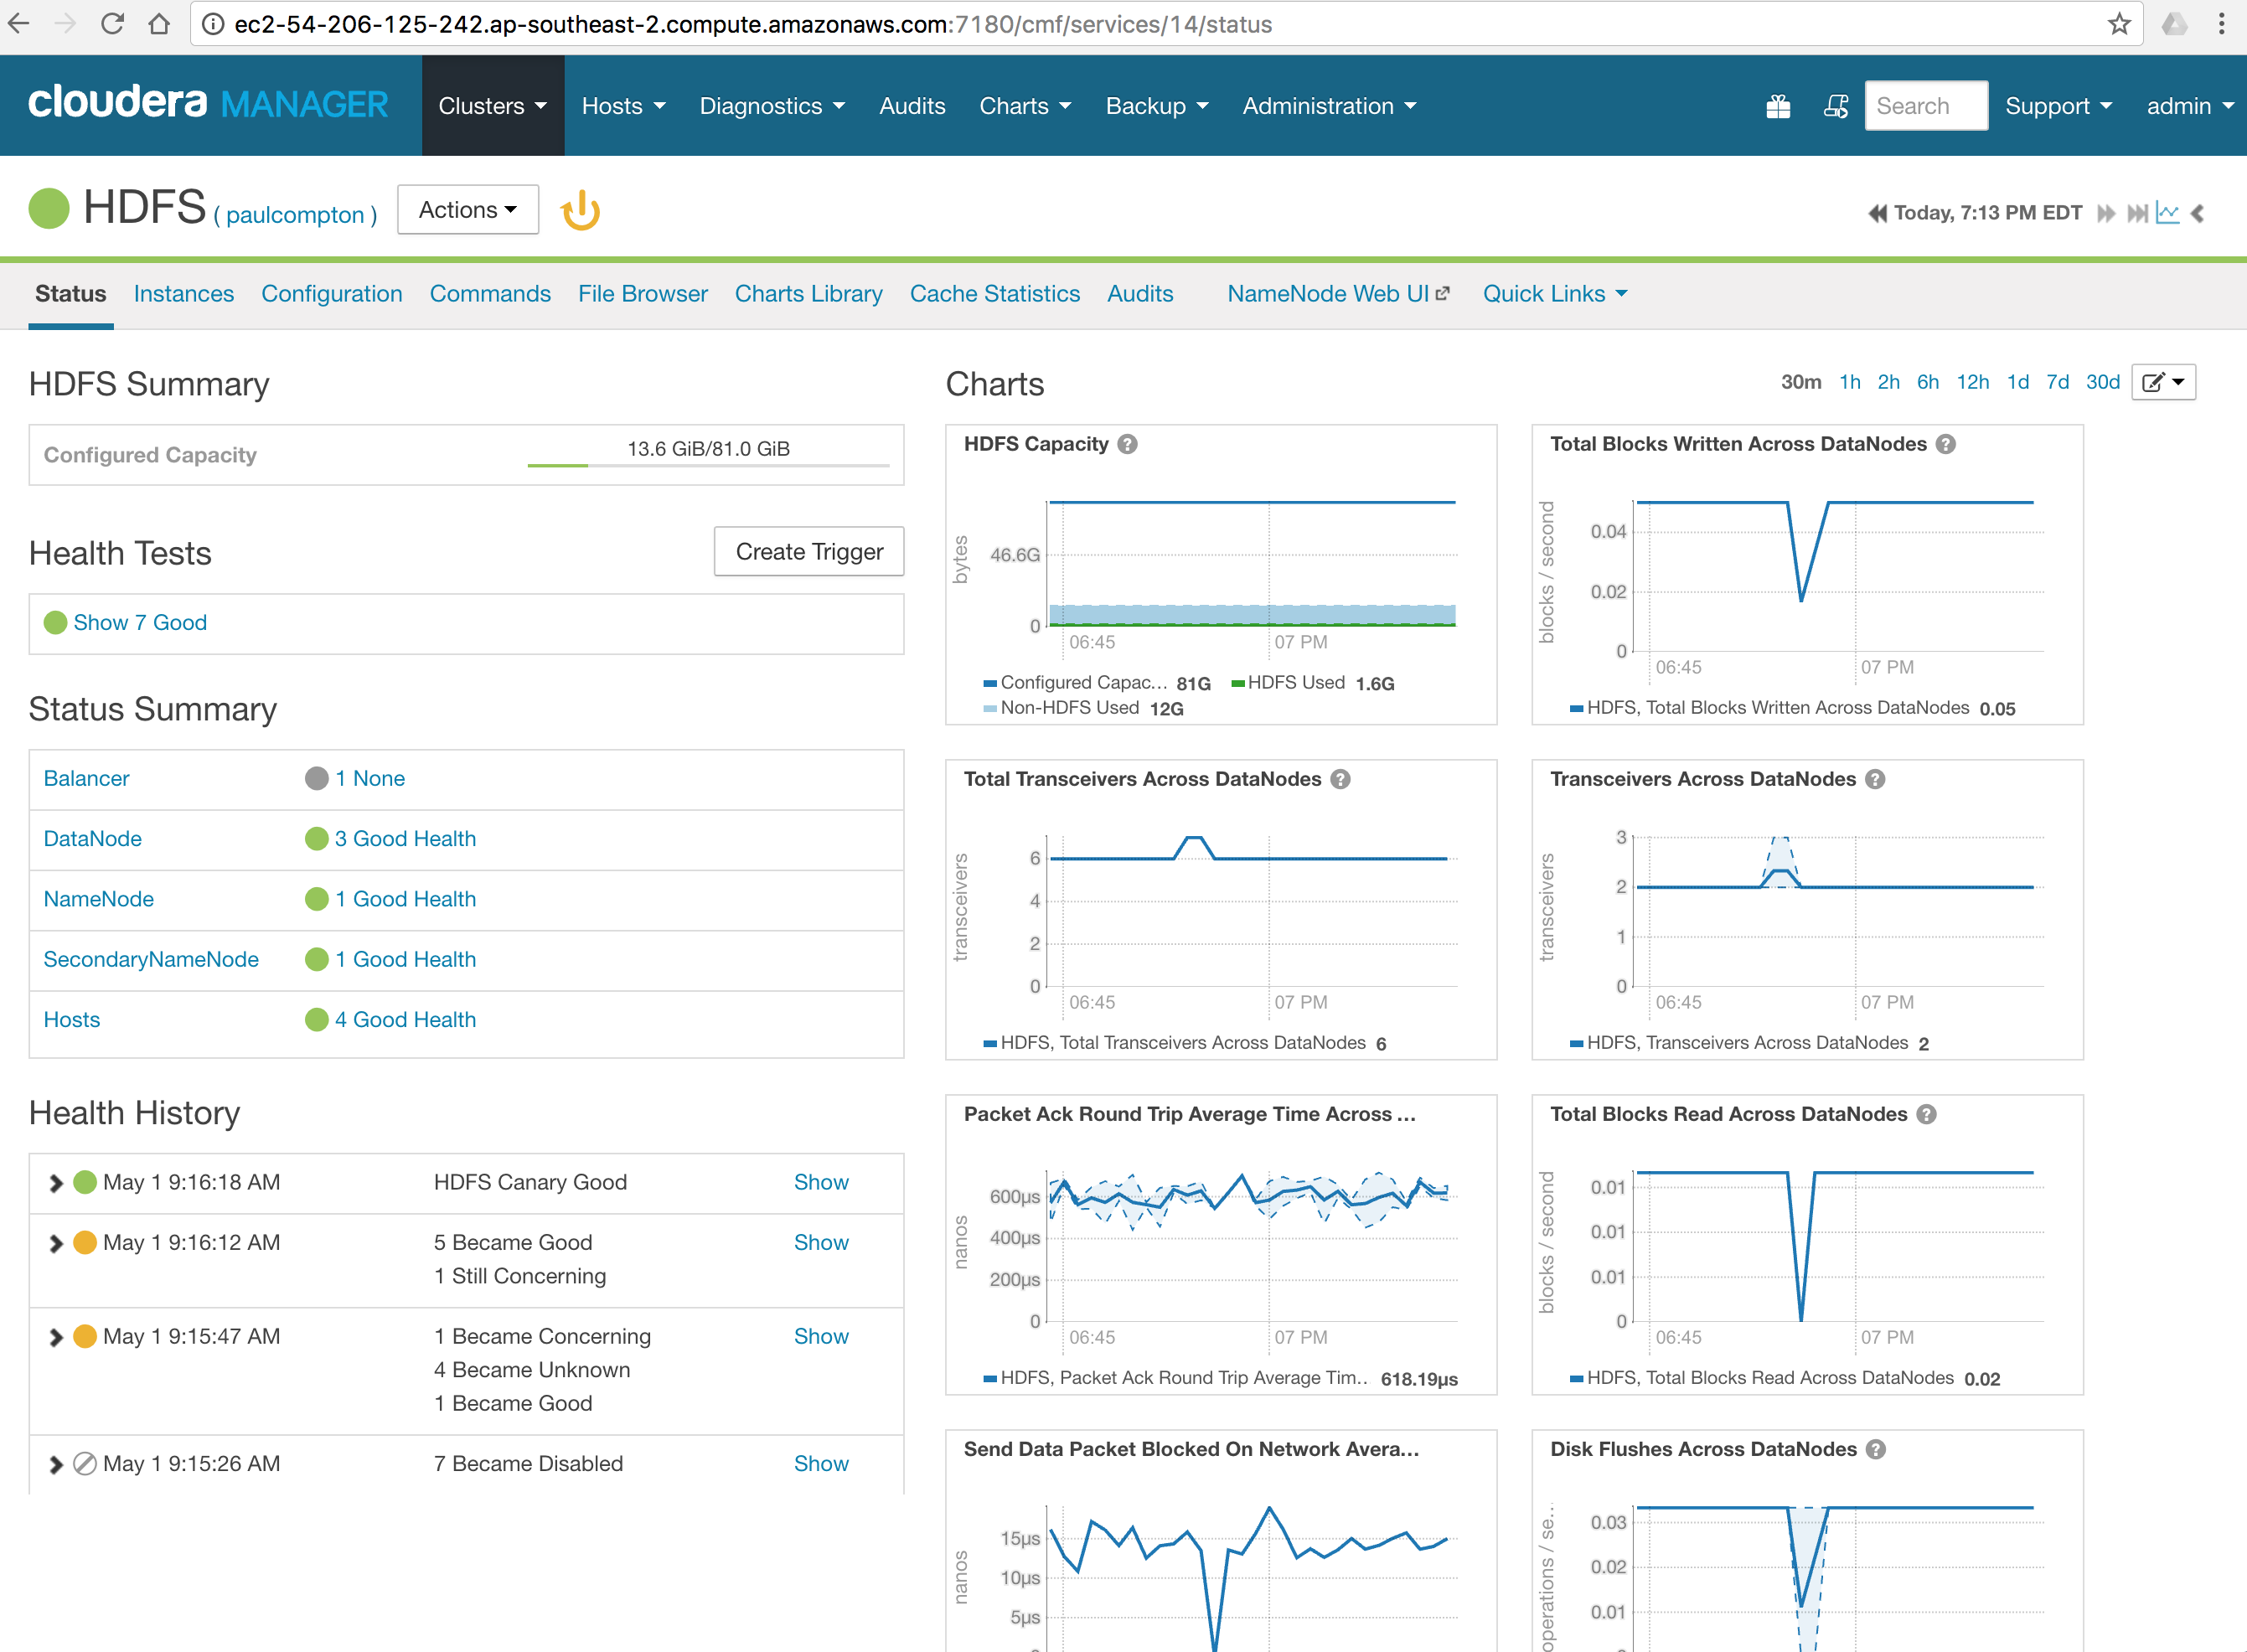 ec2-54-206-125-242.ap-southeast-2.compute.amazonaws.com:7180/cmf/services/14/status
cloudera MANAGER Clusters Hosts Diagnostics Audits Charts Backup Administration Search Support admin
HDFS ( paulcompton ) Actions Today, 7:13 PM EDT
Status Instances Configuration Commands File Browser Charts Library Cache Statistics Audits NameNode Web UI Quick Links
HDFS Summary
Configured Capacity 13.6 GiB/81.0 GiB
Health Tests Create Trigger
Show 7 Good
Status Summary
Balancer 1 None
DataNode 3 Good Health
NameNode 1 Good Health
SecondaryNameNode 1 Good Health
Hosts 4 Good Health
Health History
May 1 9:16:18 AM HDFS Canary Good Show
May 1 9:16:12 AM 5 Became Good Show
1 Still Concerning
May 1 9:15:47 AM 1 Became Concerning Show
4 Became Unknown
1 Became Good
May 1 9:15:26 AM 7 Became Disabled Show
Charts 30m 1h 2h 6h 12h 1d 7d 30d
HDFS Capacity ?
bytes
46.6G
0
06:45 07 PM
Configured Capac... 81G HDFS Used 1.6G
Non-HDFS Used 12G
Total Blocks Written Across DataNodes ?
blocks / second
0.04
0.02
0
06:45 07 PM
HDFS, Total Blocks Written Across DataNodes 0.05
Total Transceivers Across DataNodes ?
transceivers
6
4
2
0
06:45 07 PM
HDFS, Total Transceivers Across DataNodes 6
Transceivers Across DataNodes ?
transceivers
3
2
1
0
06:45 07 PM
HDFS, Transceivers Across DataNodes 2
Packet Ack Round Trip Average Time Across ...
nanos
600µs
400µs
200µs
0
06:45 07 PM
HDFS, Packet Ack Round Trip Average Tim.. 618.19µs
Total Blocks Read Across DataNodes ?
blocks / second
0.01
0.01
0.01
0
06:45 07 PM
HDFS, Total Blocks Read Across DataNodes 0.02
Send Data Packet Blocked On Network Avera...
nanos
15µs
10µs
5µs
Disk Flushes Across DataNodes ?
operations / se...
0.03
0.02
0.01